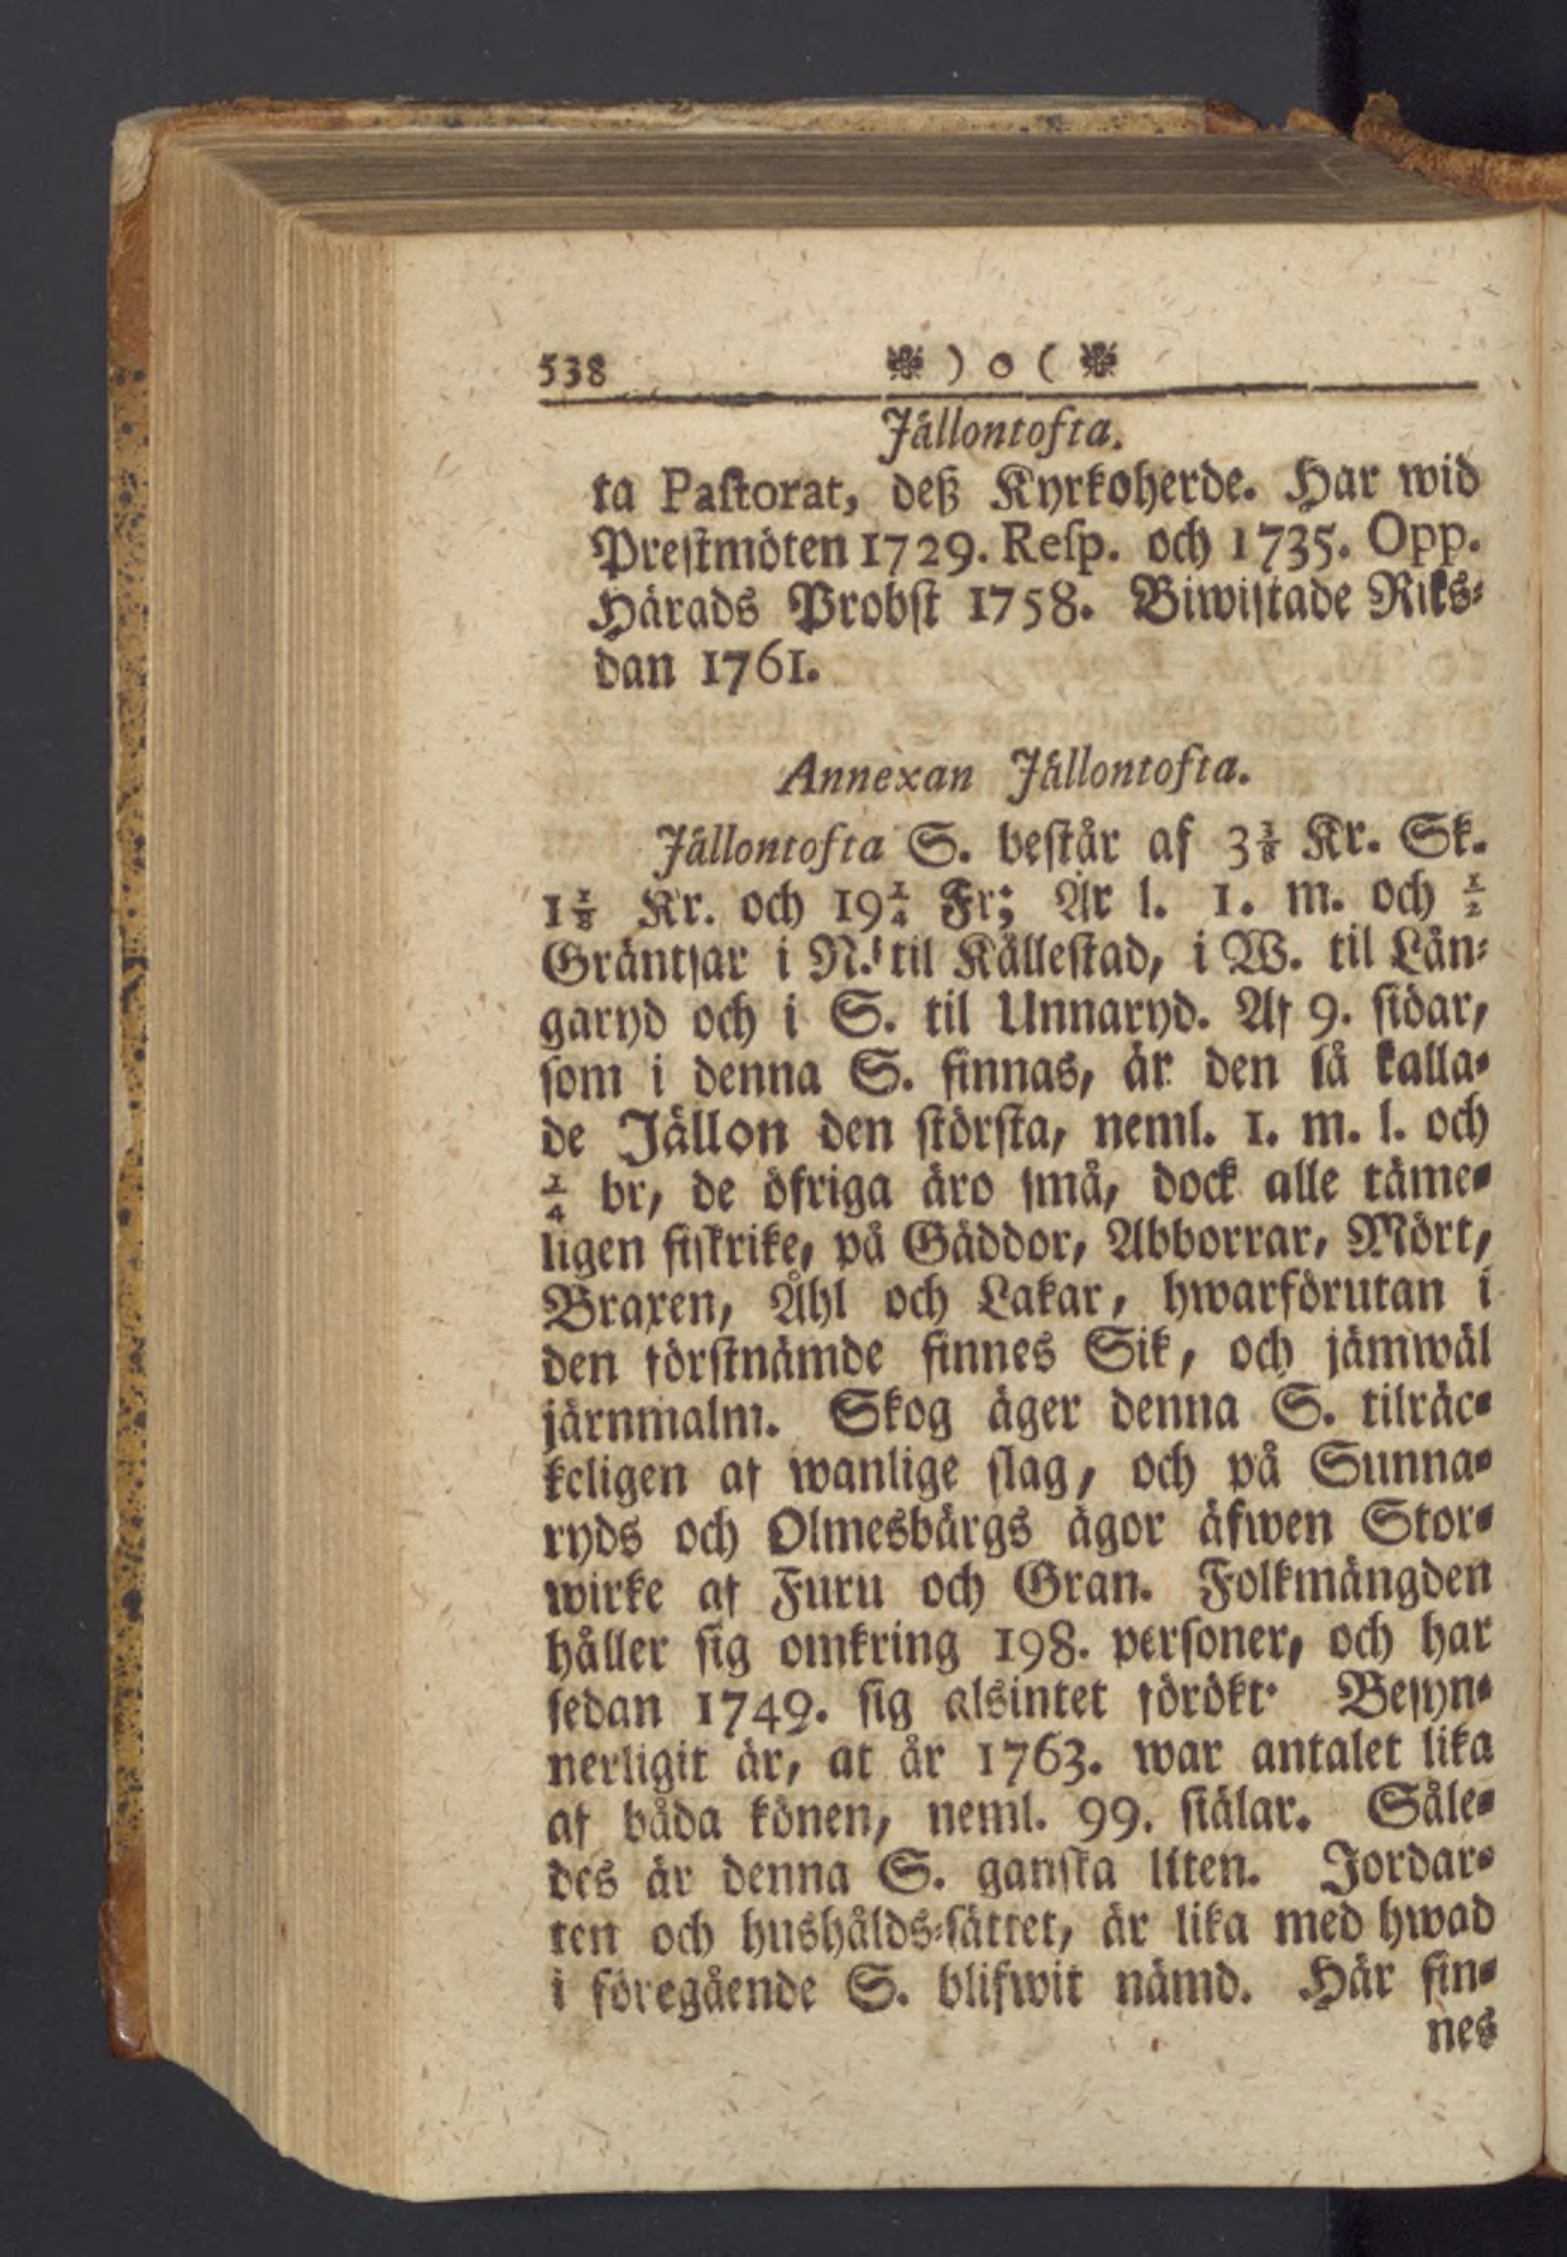 538 ❀ ) o ( ❀
Jällontofta.
ta Paſtorat, deß Kyrkoherde. Har wid
Preſtmöten 1729. Reſp. och 1735. Opp.
Härads Probſt 1758. Biwiſtade Riks-
dan 1761.
Annexan Jällontofta.
Jällontofta S. beſtår af 3⅜ Kr. Sk.
1⅛ Kr. och 19¼ Fr; Är l. 1. m. och ½
Gräntſar i N. til Källeſtad, i W. til Län-
garyd och i S. til Unnaryd. Af 9. ſiöar,
ſom i denna S. finnas, är den ſå kalla-
de Jällon den ſtörſta, neml. 1. m. l. och
¼ br, de öfriga äro ſmå, dock alle täme-
ligen fiſkrike, på Gäddor, Abborrar, Mört,
Braxen, Åhl och Lakar, hwarförutan i
den förſtnämde finnes Sik, och jämwäl
järnmalm. Skog äger denna S. tilräc-
keligen af wanlige ſlag, och på Sunna-
ryds och Olmesbärgs ägor äfwen Stor-
wirke af Furu och Gran. Folkmängden
håller ſig omkring 198. perſoner, och har
ſedan 1749. ſig alsintet förökt. Beſyn-
nerligit är, at år 1763. war antalet lika
af båda könen, neml. 99. ſiälar. Såle-
des är denna S. ganſka liten. Jordar-
ten och hushålds-ſättet, är lika med hwad
i föregående S. blifwit nämd. Här fin-
nes